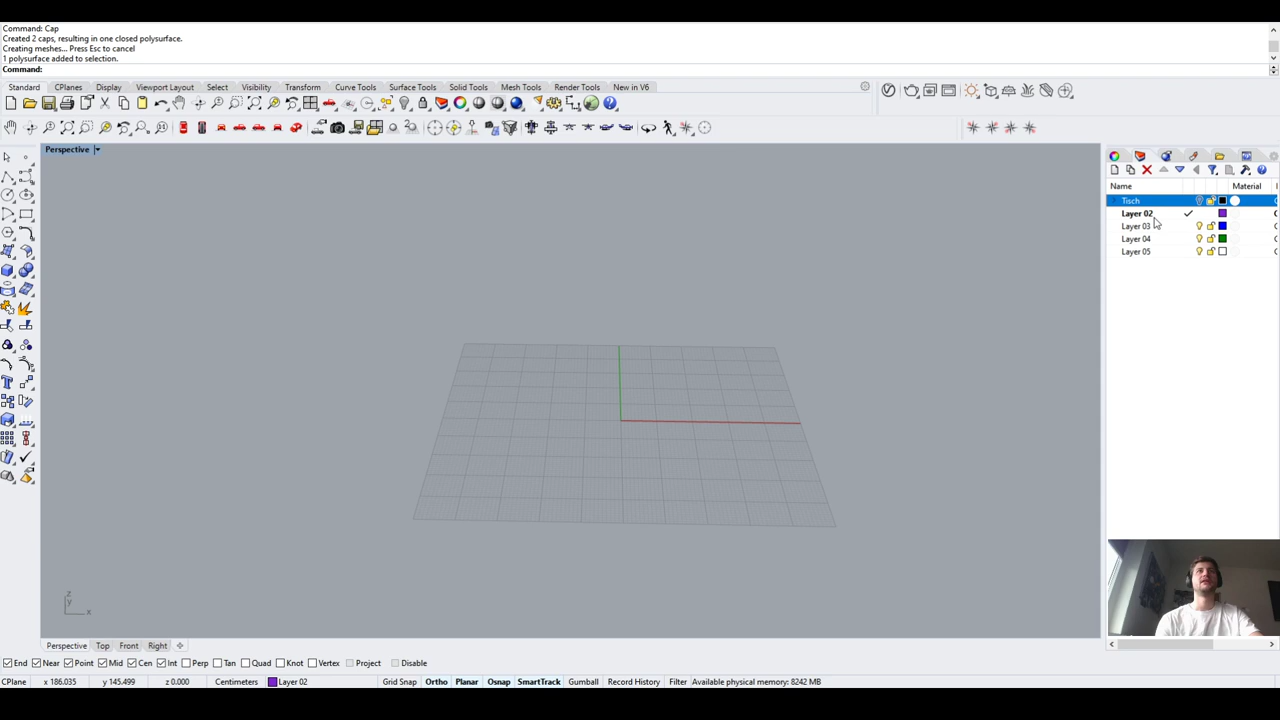 Command: Cap
Created 2 caps, resulting in one closed polysurface.
Creating meshes... Press Esc to cancel
1 polysurface added to selection.
Command:
Standard CPlanes Display Viewport Layout Select Visibility Transform Curve Tools Surface Tools Solid Tools Mesh Tools Render Tools New in V6
Perspective
Name Material
Tisch
Layer 02
Layer 03
Layer 04
Layer 05
z
y
x
Perspective Top Front Right
End Near Point Mid Cen Int Perp Tan Quad Knot Vertex Project Disable
CPlane x 186.035 y 145.499 z 0.000 Centimeters Layer 02 Grid Snap Ortho Planar Osnap SmartTrack Gumball Record History Filter Available physical memory: 8242 MB